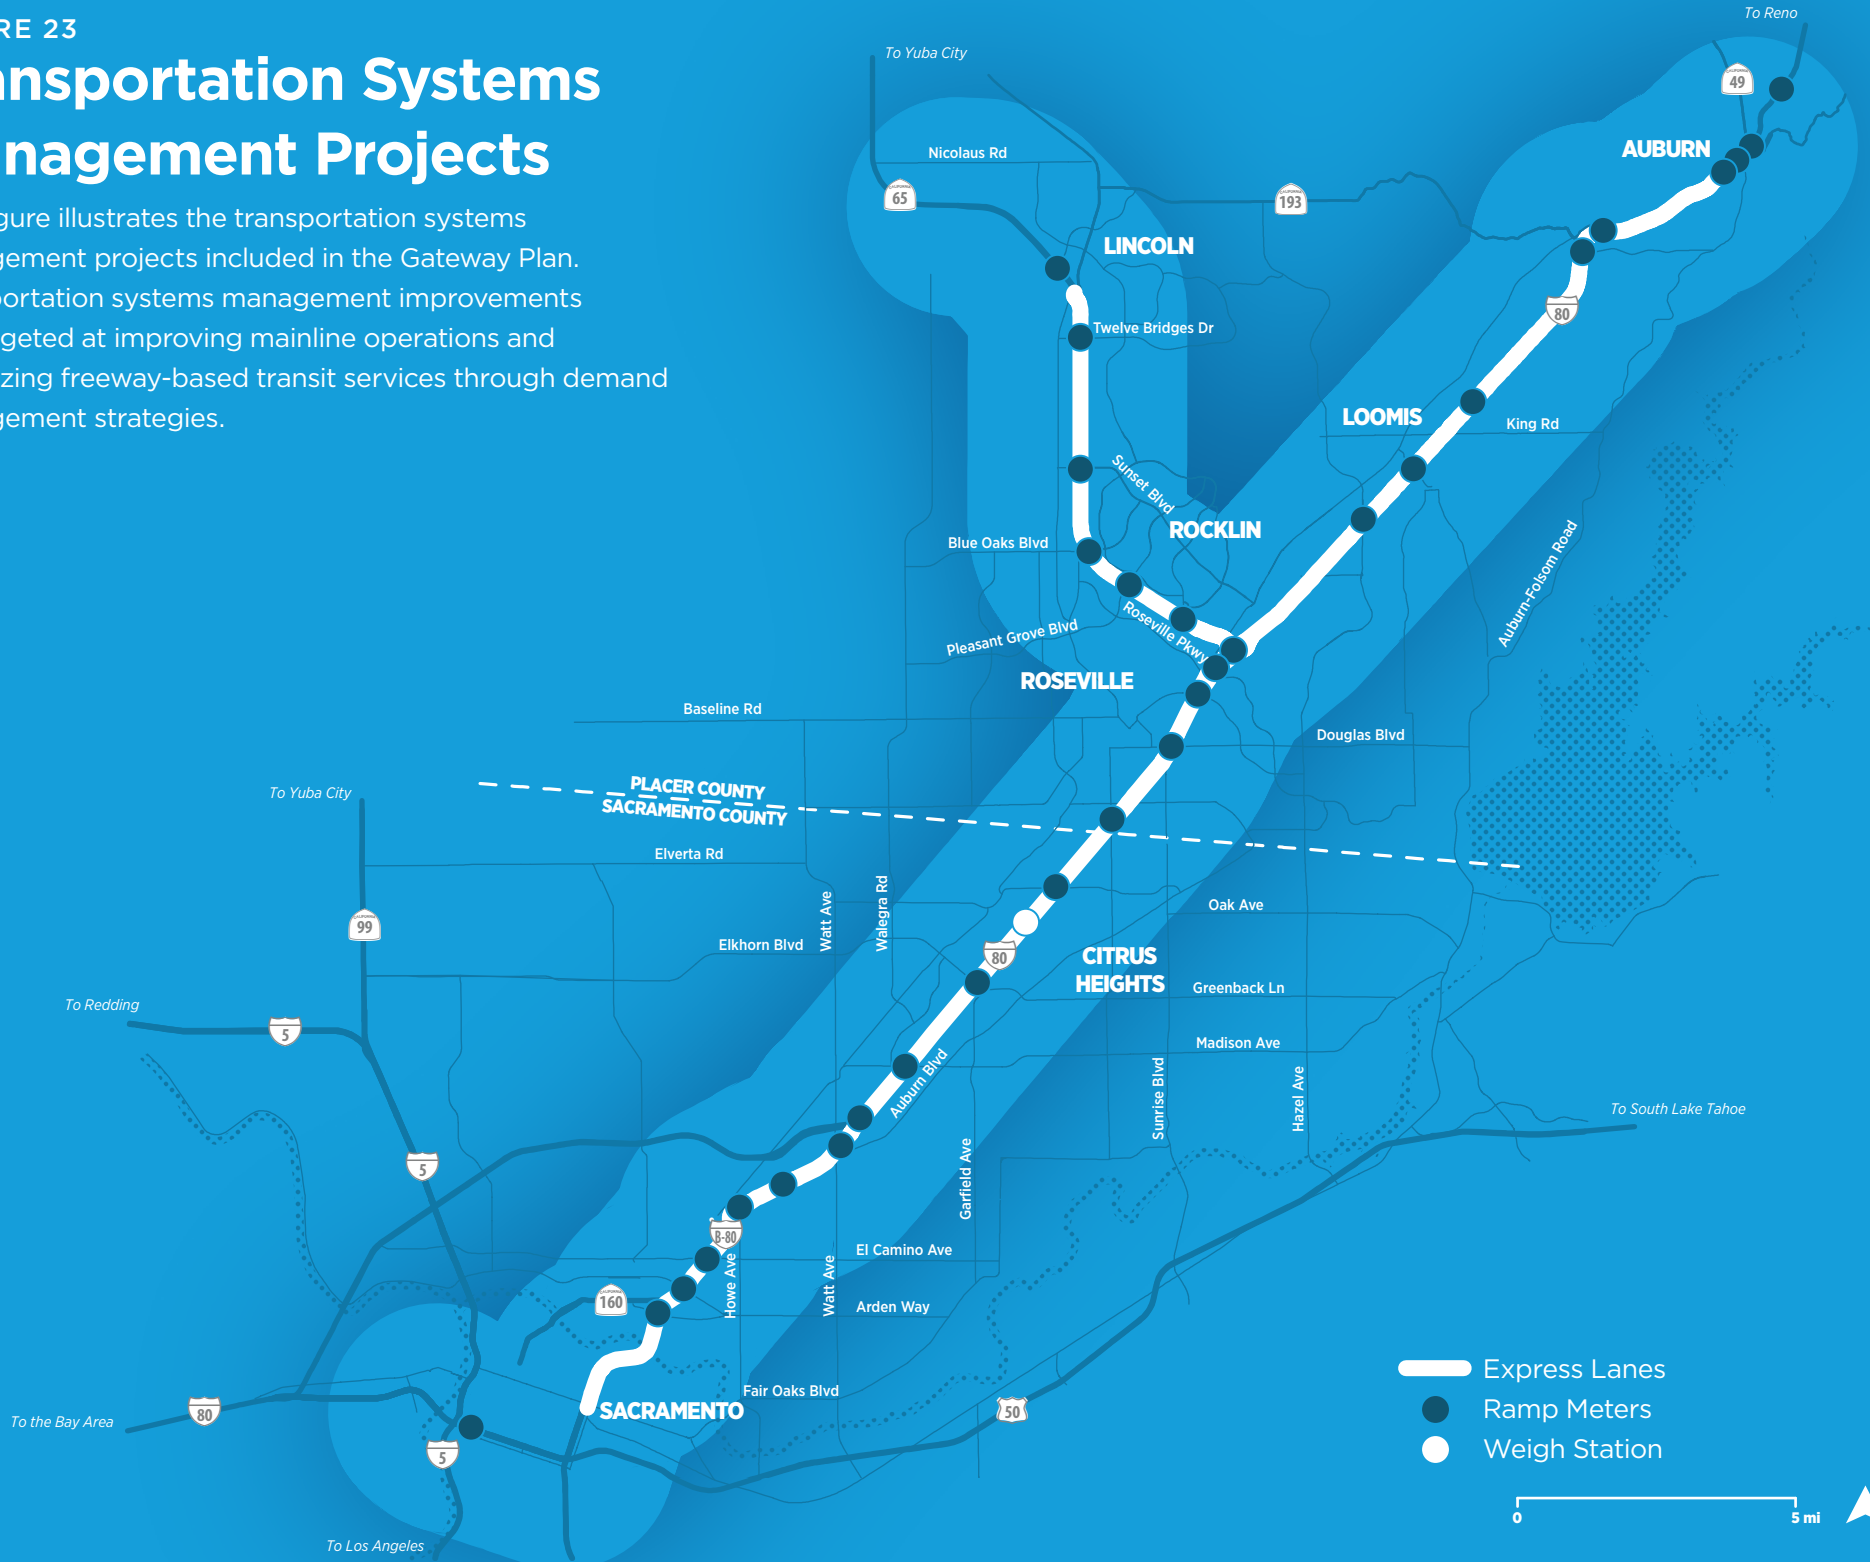 RE 23
nsportation Systems
nagement Projects
gure illustrates the transportation systems
gement projects included in the Gateway Plan.
portation systems management improvements
geted at improving mainline operations and
zing freeway-based transit services through demand
gement strategies.
To Reno
To Yuba City
CALIFORNIA
49
AUBURN
Nicolaus Rd
CALIFORNIA
65
CALIFORNIA
193
LINCOLN
80
Twelve Bridges Dr
LOOMIS
King Rd
Sunset Blvd
ROCKLIN
Blue Oaks Blvd
Auburn-Folsom Road
Roseville Pkwy
Pleasant Grove Blvd
ROSEVILLE
Baseline Rd
Douglas Blvd
PLACER COUNTY
SACRAMENTO COUNTY
To Yuba City
Elverta Rd
Watt Ave
Walegra Rd
Oak Ave
CALIFORNIA
99
Elkhorn Blvd
80
CITRUS
HEIGHTS
Greenback Ln
To Redding
5
Madison Ave
Auburn Blvd
Sunrise Blvd
Hazel Ave
To South Lake Tahoe
5
Garfield Ave
B-80
El Camino Ave
Howe Ave
Watt Ave
CALIFORNIA
160
Arden Way
Fair Oaks Blvd
SACRAMENTO
80
To the Bay Area
50
5
To Los Angeles
Express Lanes
Ramp Meters
Weigh Station
0
5 mi